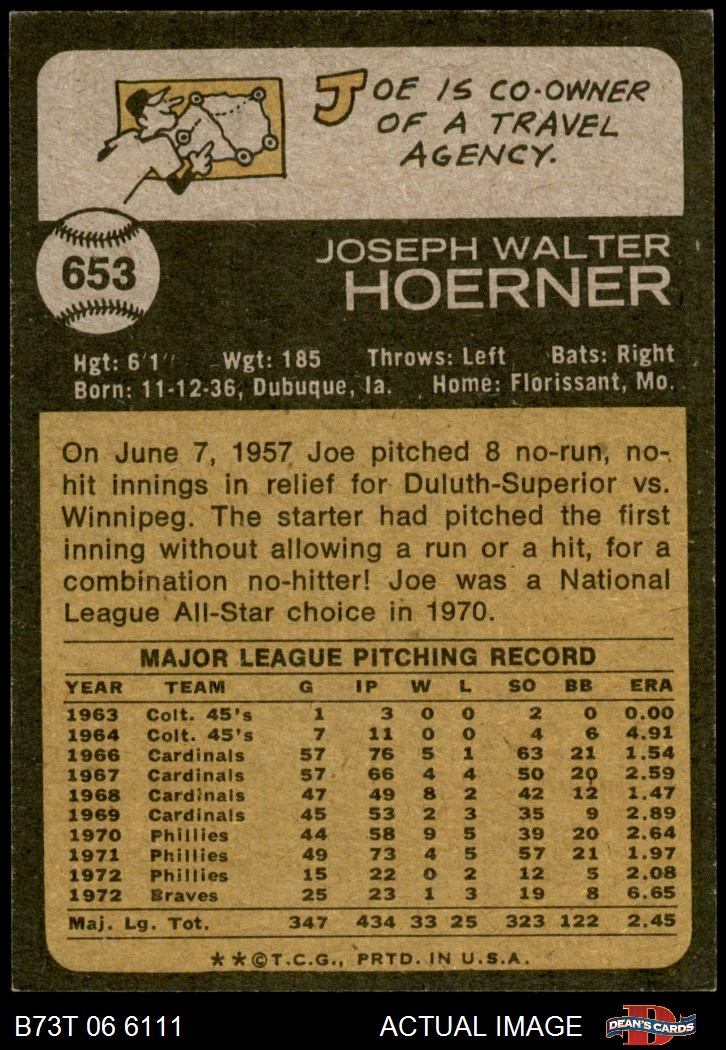 JOE IS CO-OWNER
OF A TRAVEL
AGENCY.
653
JOSEPH WALTER
HOERNER
Hgt: 6'1" Wgt: 185 Throws: Left Bats: Right
Born: 11-12-36, Dubuque, Ia. Home: Florissant, Mo.
On June 7, 1957 Joe pitched 8 no-run, no-
hit innings in relief for Duluth-Superior vs.
Winnipeg. The starter had pitched the first
inning without allowing a run or a hit, for a
combination no-hitter! Joe was a National
League All-Star choice in 1970.
MAJOR LEAGUE PITCHING RECORD
YEAR TEAM G IP W L SO BB ERA
1963 Colt. 45's 1 3 0 0 2 0 0.00
1964 Colt. 45's 7 11 0 0 4 6 4.91
1966 Cardinals 57 76 5 1 63 21 1.54
1967 Cardinals 57 66 4 4 50 20 2.59
1968 Cardinals 47 49 8 2 42 12 1.47
1969 Cardinals 45 53 2 3 35 9 2.89
1970 Phillies 44 58 9 5 39 20 2.64
1971 Phillies 49 73 4 5 57 21 1.97
1972 Phillies 15 22 0 2 12 5 2.08
1972 Braves 25 23 1 3 19 8 6.65
Maj. Lg. Tot. 347 434 33 25 323 122 2.45
**©T.C.G., PRTD. IN U.S.A.
B73T 06 6111 ACTUAL IMAGE D DEAN'S CARDS